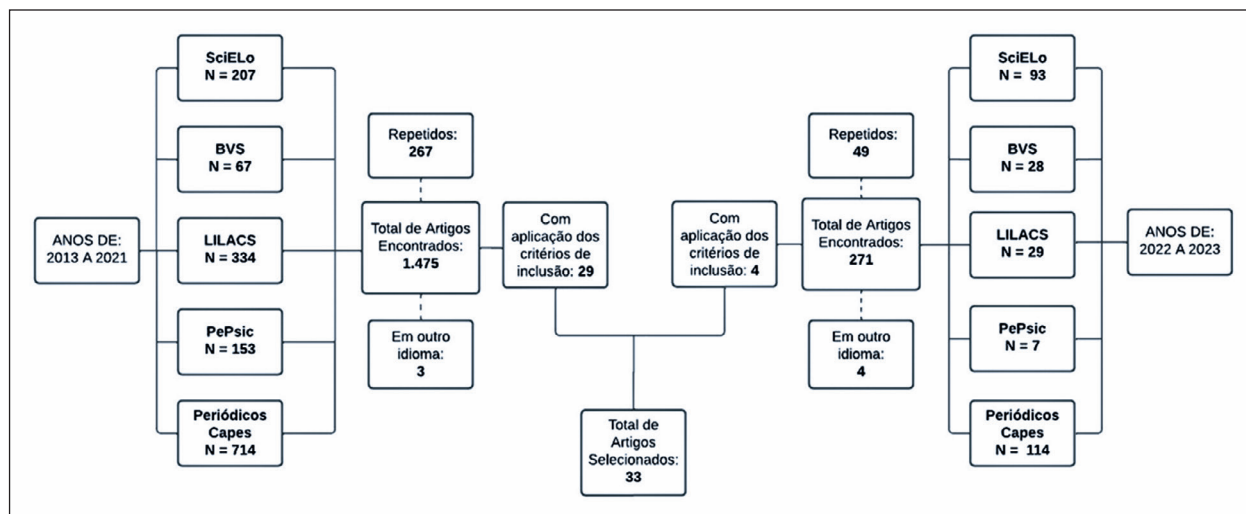 ANOS DE:
2013 A 2021
SciELo
N = 207
BVS
N = 67
LILACS
N = 334
PePsic
N = 153
Periódicos
Capes
N = 714
Repetidos:
267
Total de Artigos
Encontrados:
1.475
Em outro
idioma:
3
Com
aplicação dos
critérios de
inclusão: 29
Total de
Artigos
Selecionados:
33
Com
aplicação dos
critérios de
inclusão: 4
Repetidos:
49
Total de Artigos
Encontrados:
271
Em outro
idioma:
4
SciELo
N = 93
BVS
N = 28
LILACS
N = 29
PePsic
N = 7
Periódicos
Capes
N = 114
ANOS DE:
2022 A 2023